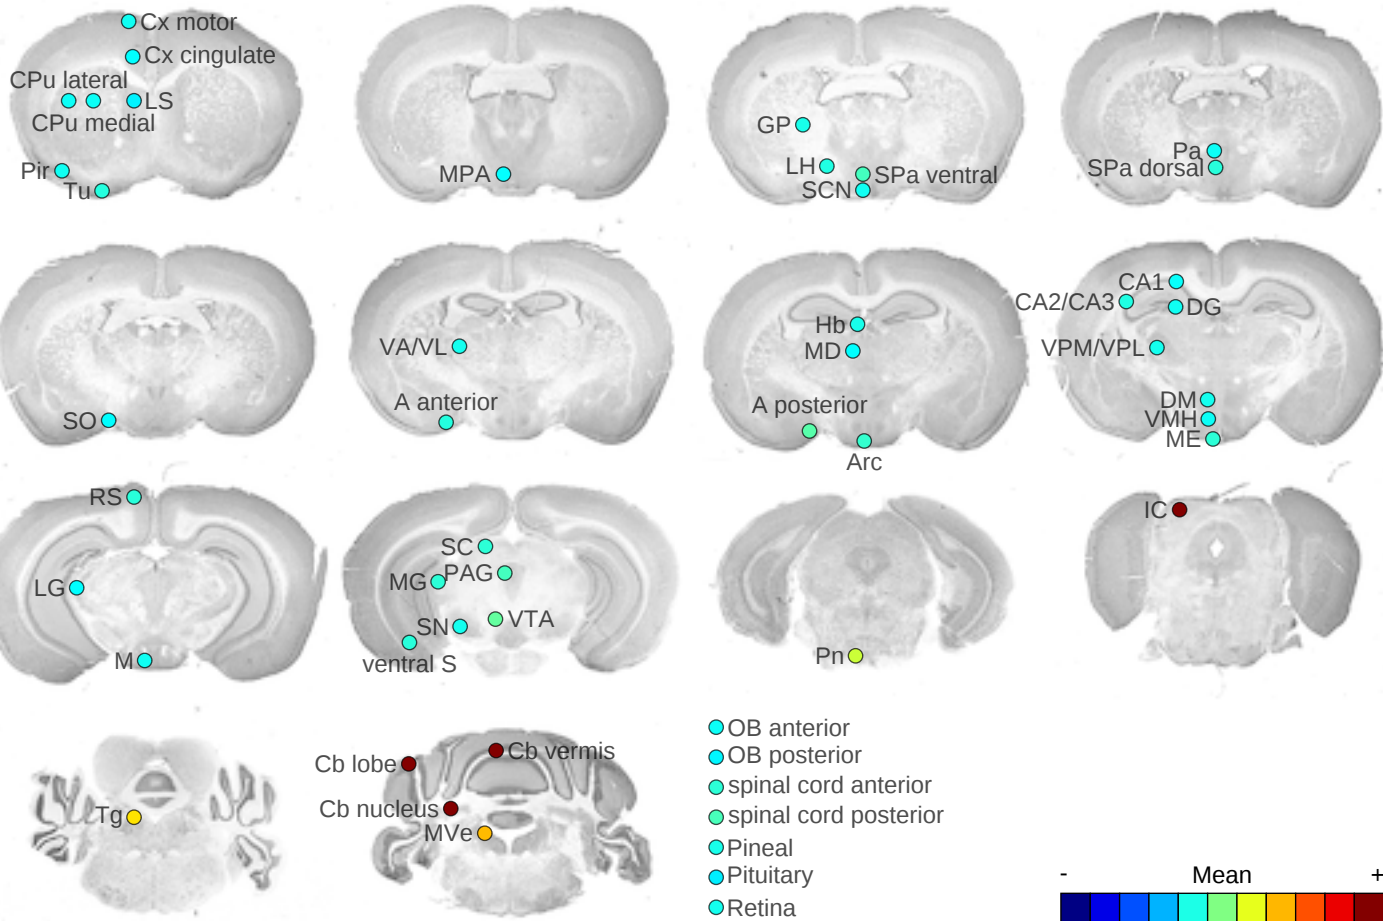 Cx motor
Cx cingulate
CPu lateral
LS
CPu medial
Pir
Tu
MPA
GP
LH
SPa ventral
SCN
Pa
SPa dorsal
SO
VA/VL
A anterior
Hb
MD
A posterior
Arc
CA1
CA2/CA3
DG
VPM/VPL
DM
VMH
ME
RS
LG
M
SC
MG
PAG
SN
VTA
ventral S
Pn
IC
Tg
Cb lobe
Cb vermis
Cb nucleus
MVe
OB anterior
OB posterior
spinal cord anterior
spinal cord posterior
Pineal
Pituitary
Retina
- Mean +